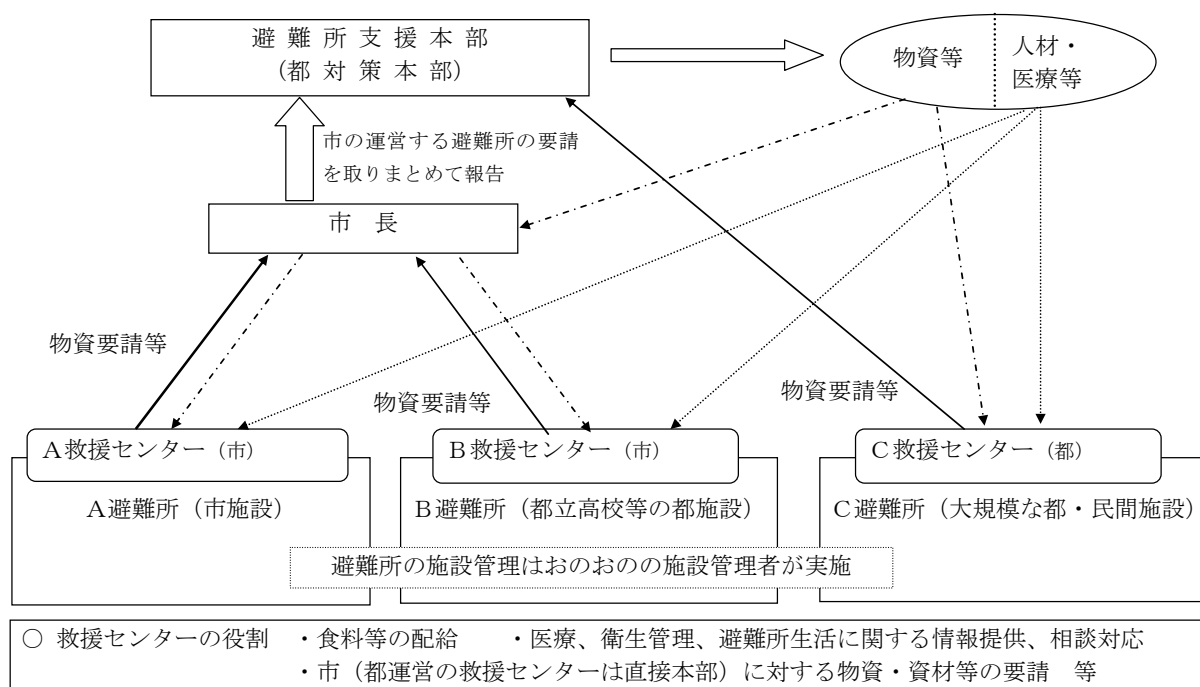 避 難 所 支 援 本 部
（都 対 策 本 部）
物資等
人材・
医療等
市の運営する避難所の要請
を取りまとめて報告
市　長
物資要請等
物資要請等
物資要請等
Ａ救援センター（市）
Ｂ救援センター（市）
Ｃ救援センター（都）
Ａ避難所（市施設）
Ｂ避難所（都立高校等の都施設）
Ｃ避難所（大規模な都・民間施設）
避難所の施設管理はおのおのの施設管理者が実施
○ 救援センターの役割　・食料等の配給　　・医療、衛生管理、避難所生活に関する情報提供、相談対応
・市（都運営の救援センターは直接本部）に対する物資・資材等の要請　等